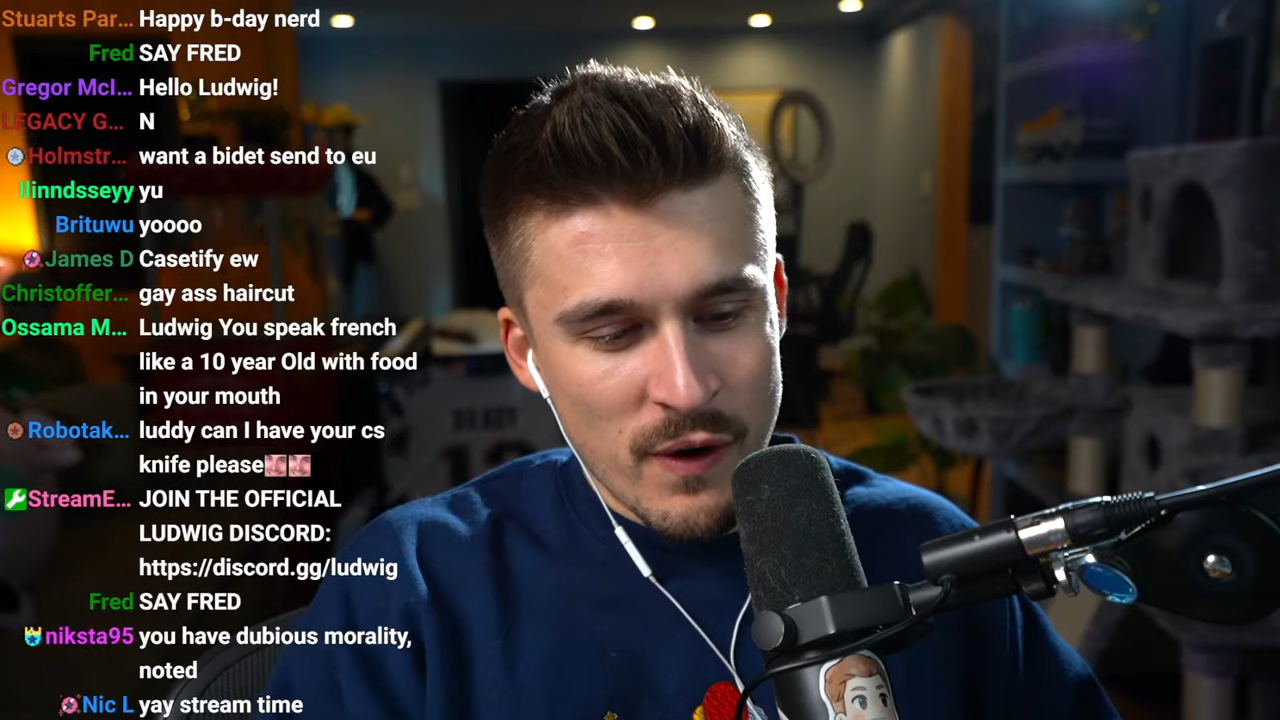 Stuarts Par... Happy b-day nerd
Fred SAY FRED
Gregor McI... Hello Ludwig!
LEGACY G... N
Holmstr... want a bidet send to eu
llinndsseyy yu
Brituwu yoooo
James D Casetify ew
Christoffer... gay ass haircut
Ossama M... Ludwig You speak french
like a 10 year Old with food
in your mouth
Robotak... luddy can I have your cs
knife please
StreamE... JOIN THE OFFICIAL
LUDWIG DISCORD:
https://discord.gg/ludwig
Fred SAY FRED
niksta95 you have dubious morality,
noted
Nic L yay stream time
BRADY